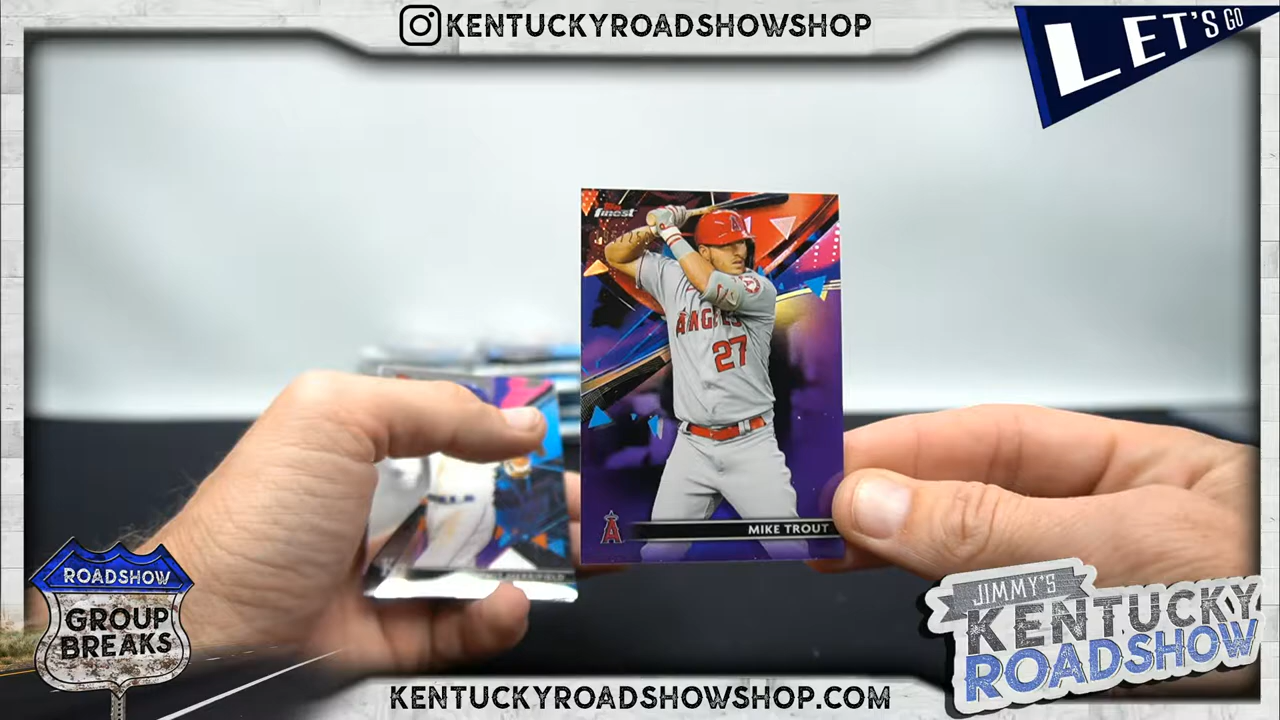 KENTUCKYROADSHOWSHOP
LET'S GO
finest
A
ANGELS
27
MIKE TROUT
A
ROADSHOW
GROUP
BREAKS
JIMMY'S
KENTUCKY
ROADSHOW
KENTUCKYROADSHOWSHOP.COM